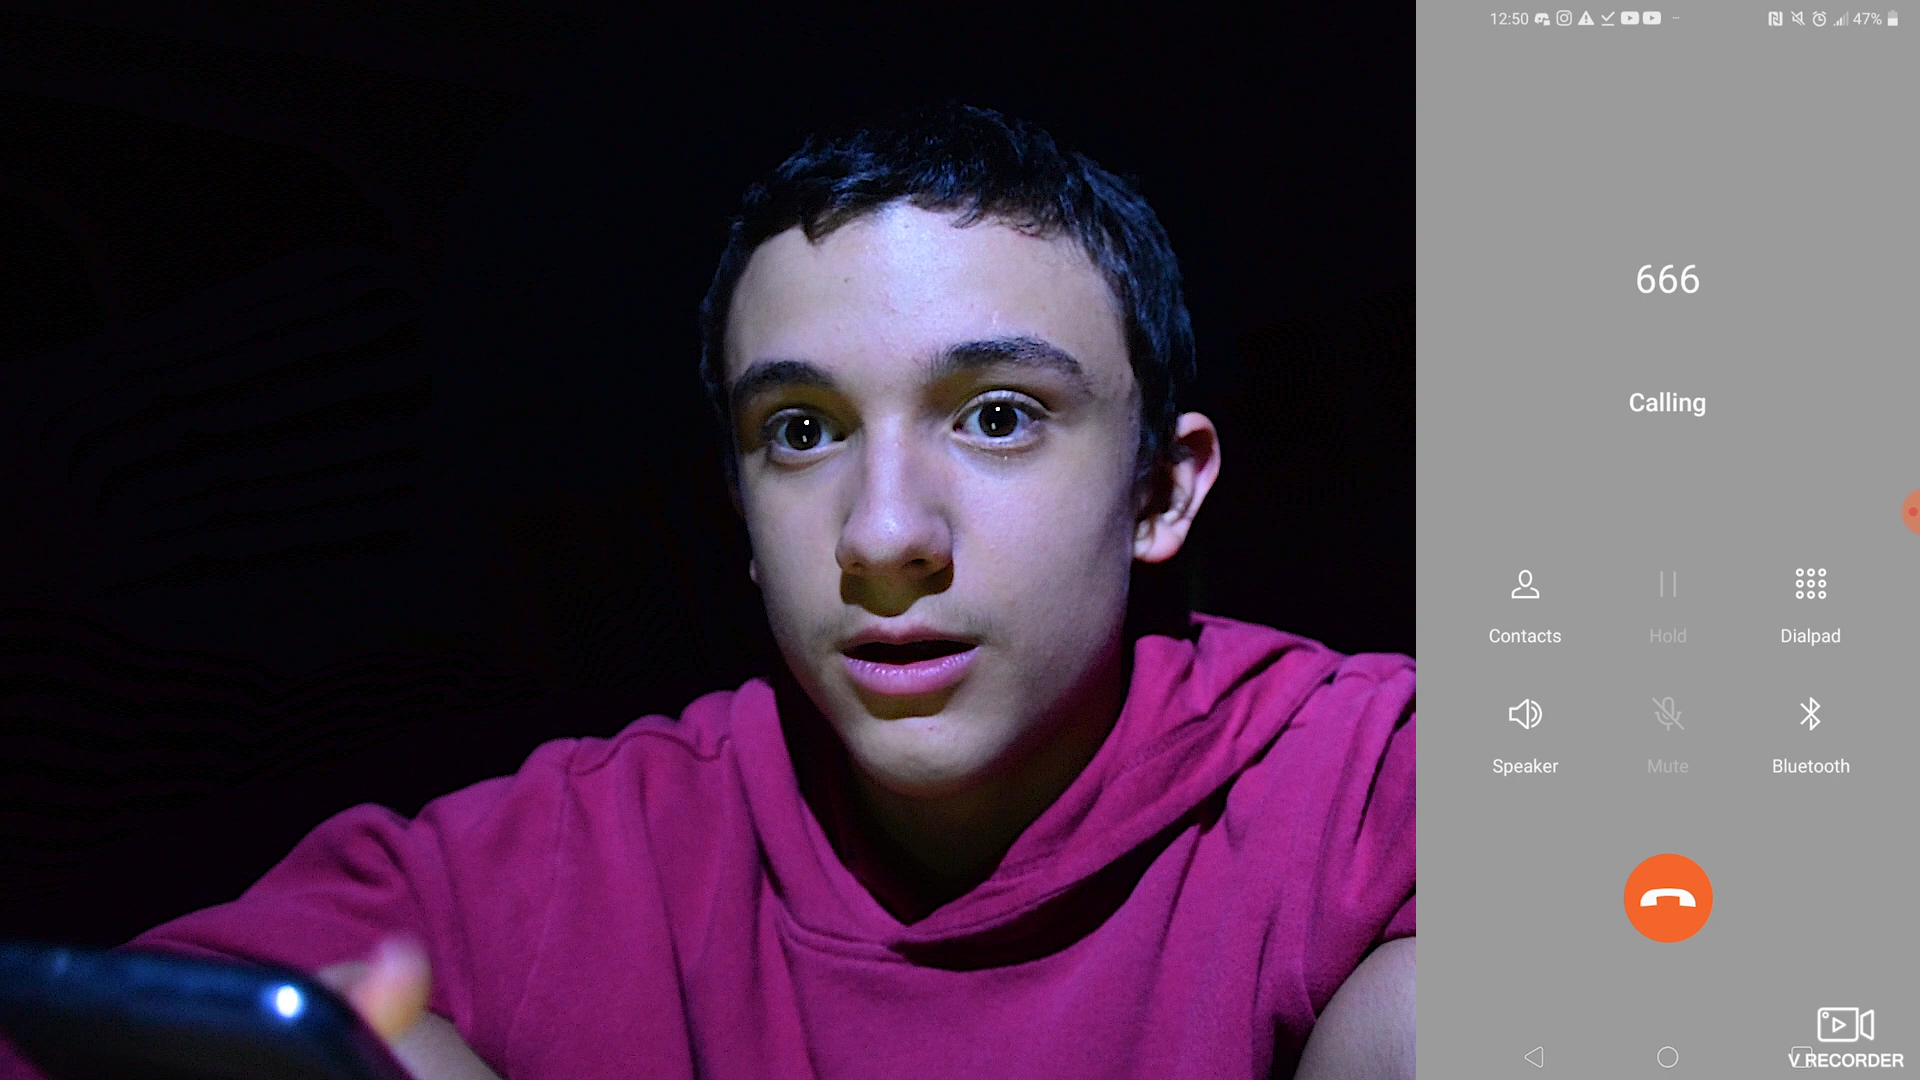 12:50
47%
666
Calling
Contacts
Hold
Dialpad
Speaker
Mute
Bluetooth
V RECORDER